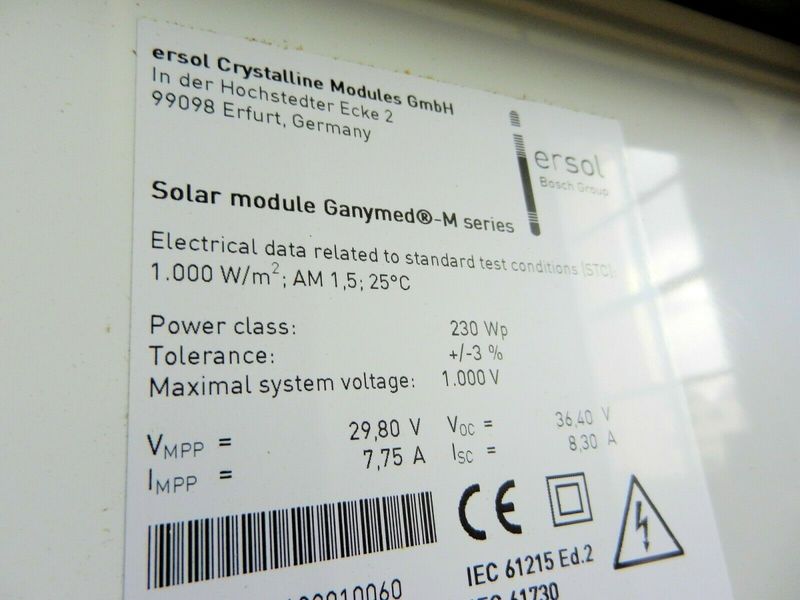 ersol Crystalline Modules GmbH
In der Hochstedter Ecke 2
99098 Erfurt, Germany
ersol
Bosch Group
Solar module Ganymed®-M series
Electrical data related to standard test conditions (STC):
1.000 W/m²; AM 1,5; 25°C
Power class: 230 Wp
Tolerance: +/-3 %
Maximal system voltage: 1.000 V
VMPP = 29,80 V VOC = 36,40 V
IMPP = 7,75 A ISC = 8,30 A
CE
IEC 61215 Ed.2
IEC 61730